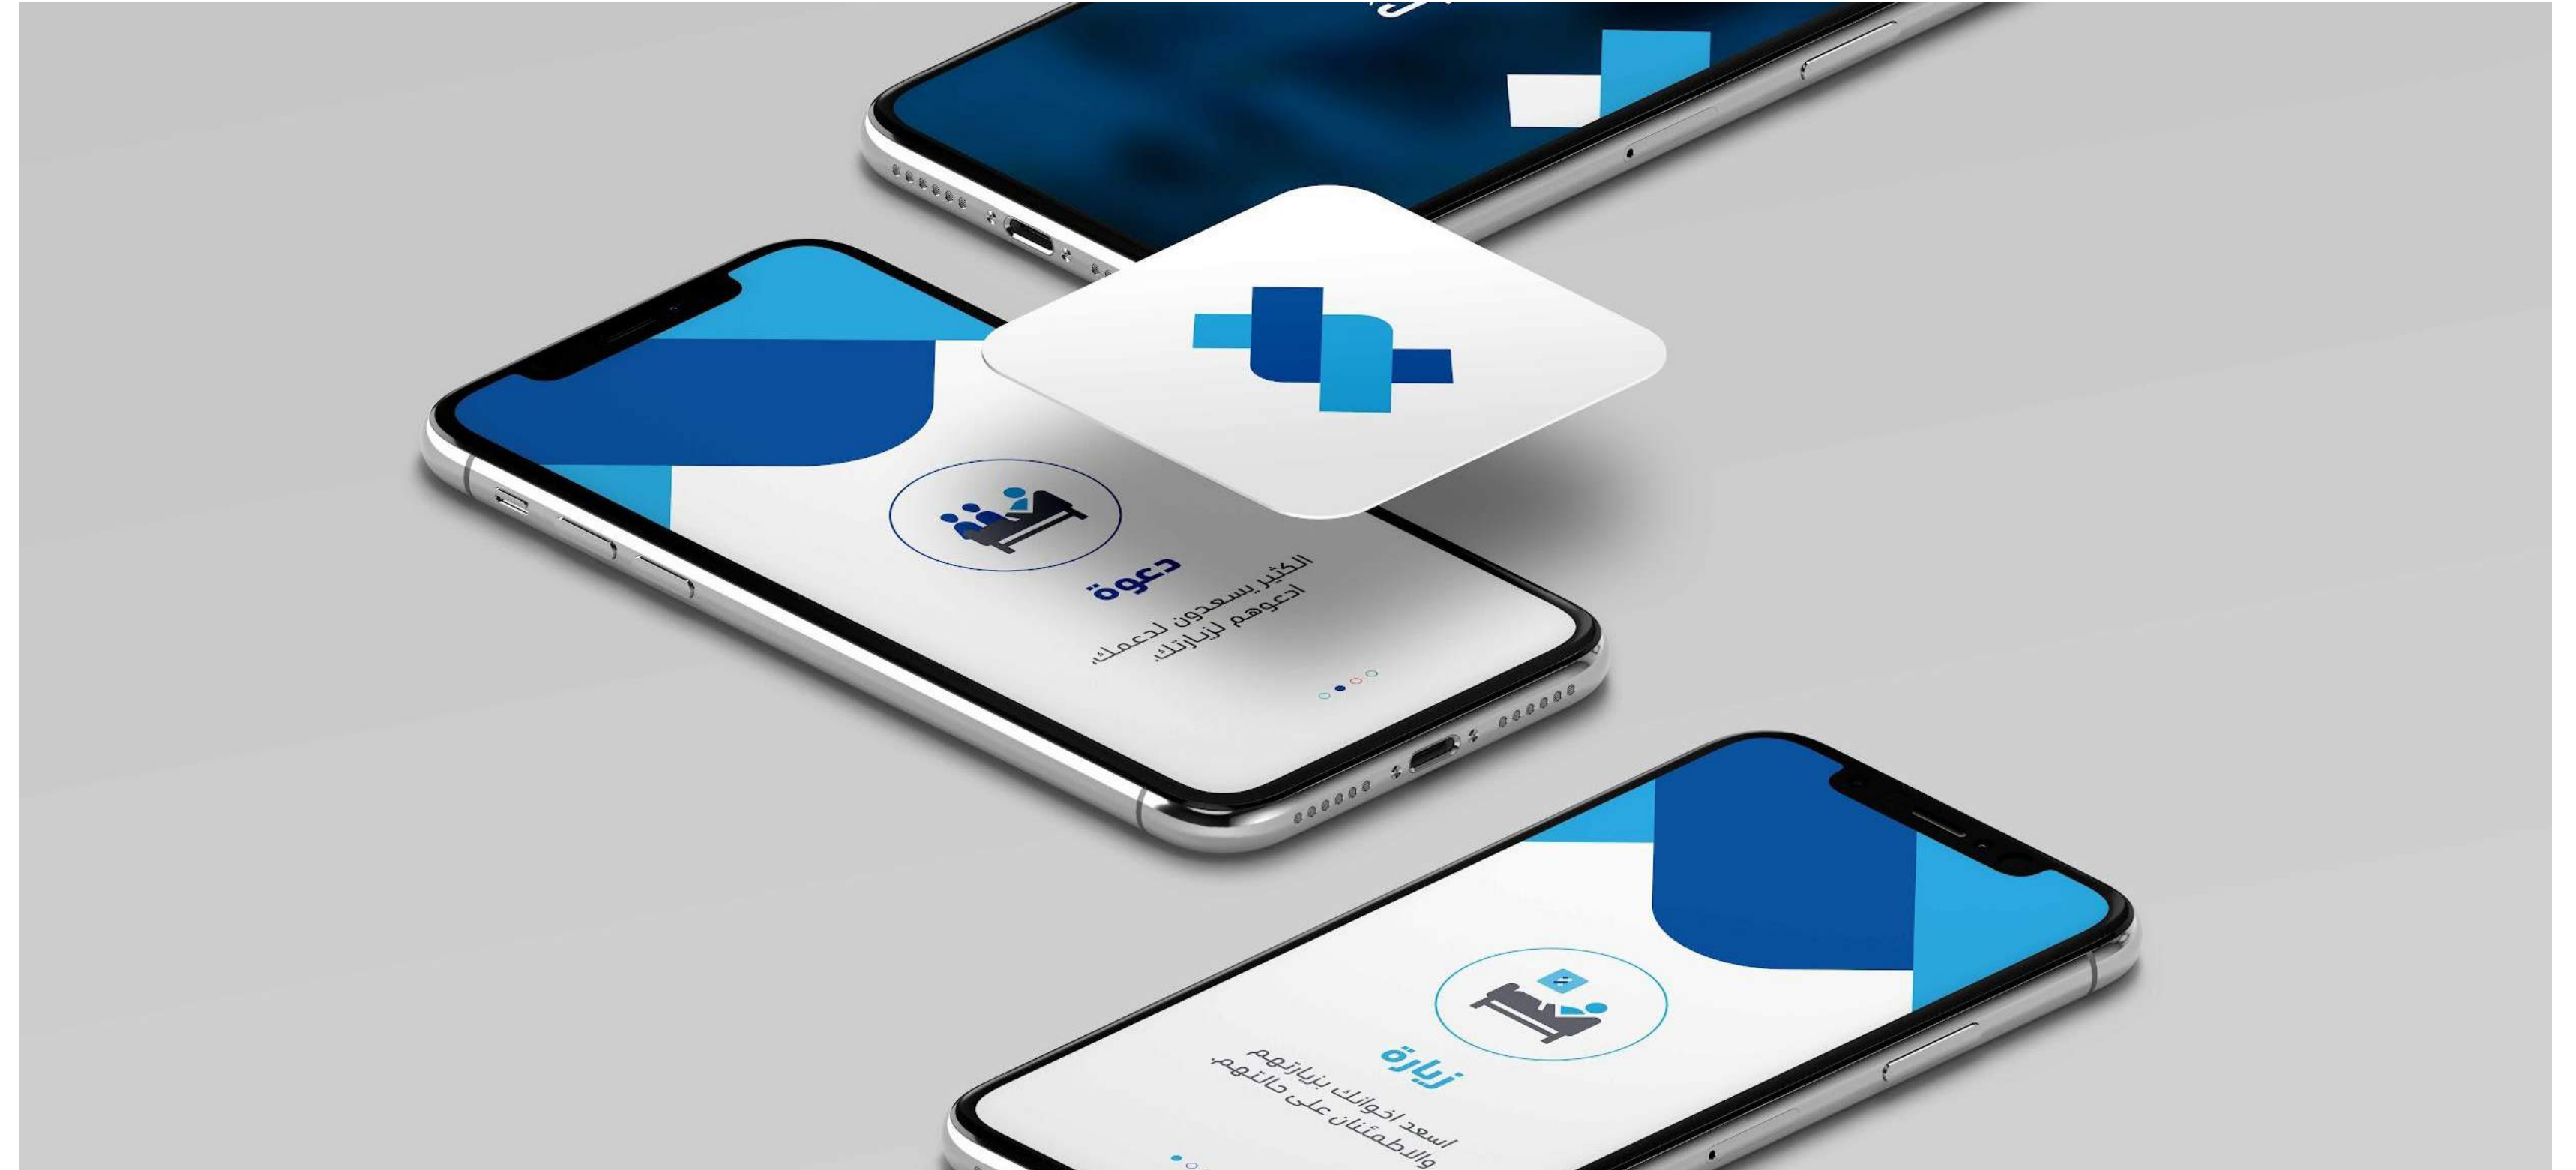 دعوة
الكثير يسعدون لدعمك,
ادعوهم لزيارتك.
زيارة
اسعد اخوانك بزيارتهم
والاطمئنان على حالتهم.